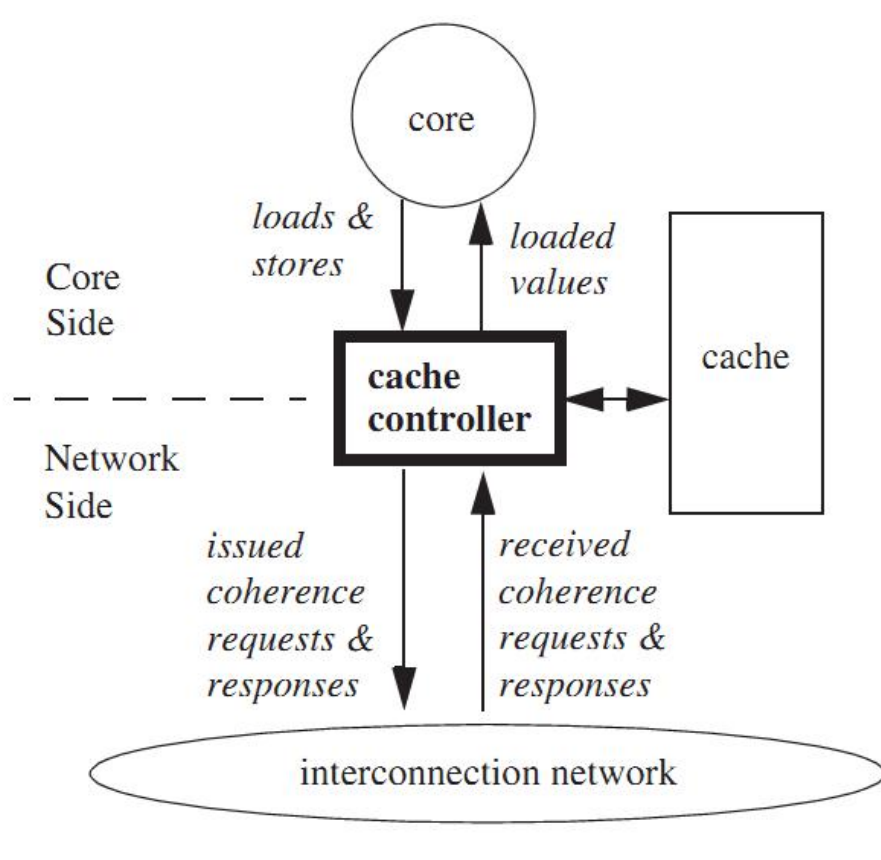 core
loads &
stores
loaded
values
Core
Side
cache
controller
cache
Network
Side
issued
coherence
requests &
responses
received
coherence
requests &
responses
interconnection network